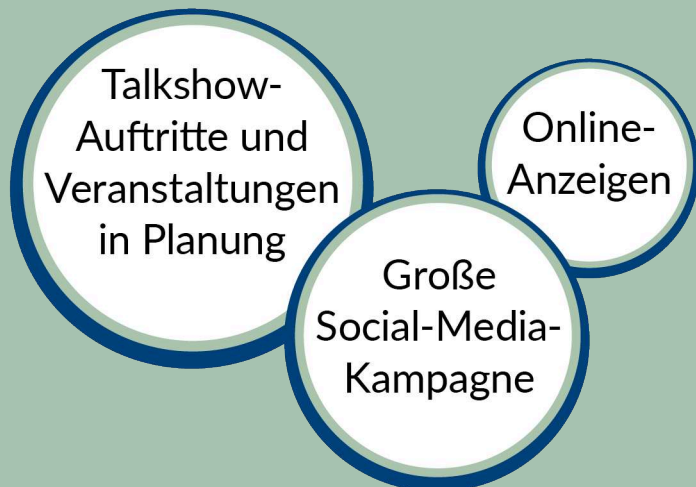 Talkshow-
Auftritte und
Veranstaltungen
in Planung
Online-
Anzeigen
Große
Social-Media-
Kampagne